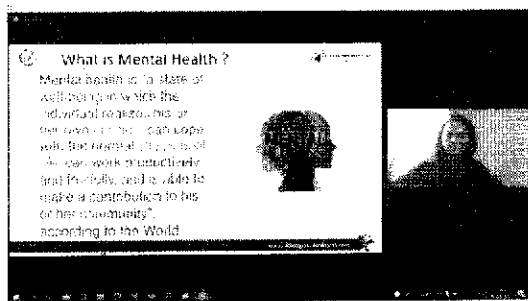 What is Mental Health ?
Mental health is "a state of
well-being in which the
individual realizes his or
her own can cope
with the normal of
life can work productively
and fruitfully, and is able to
make a contribution to his
or her community",
according to the World